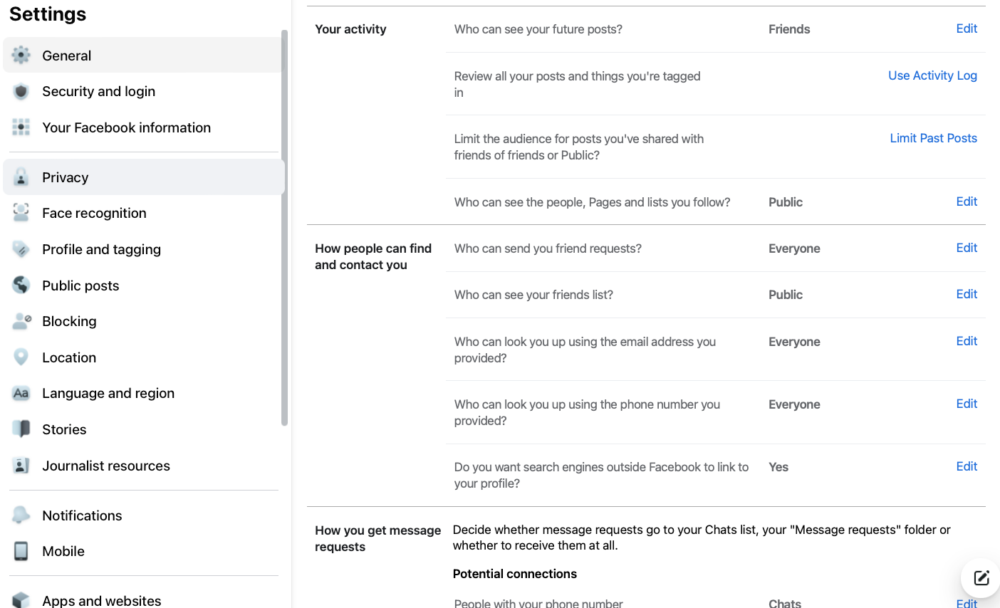 Settings
General
Security and login
Your Facebook information
Privacy
Face recognition
Profile and tagging
Public posts
Blocking
Location
Aa
Language and region
Stories
Journalist resources
Notifications
Mobile
Apps and websites
Your activity
Who can see your future posts?
Friends
Edit
Review all your posts and things you're tagged
in
Use Activity Log
Limit the audience for posts you've shared with
friends of friends or Public?
Limit Past Posts
Who can see the people, Pages and lists you follow?
Public
Edit
How people can find
and contact you
Who can send you friend requests?
Everyone
Edit
Who can see your friends list?
Public
Edit
Who can look you up using the email address you
provided?
Everyone
Edit
Who can look you up using the phone number you
provided?
Everyone
Edit
Do you want search engines outside Facebook to link to
your profile?
Yes
Edit
How you get message
requests
Decide whether message requests go to your Chats list, your "Message requests" folder or
whether to receive them at all.
Potential connections
People with your phone number
Chats
Edit